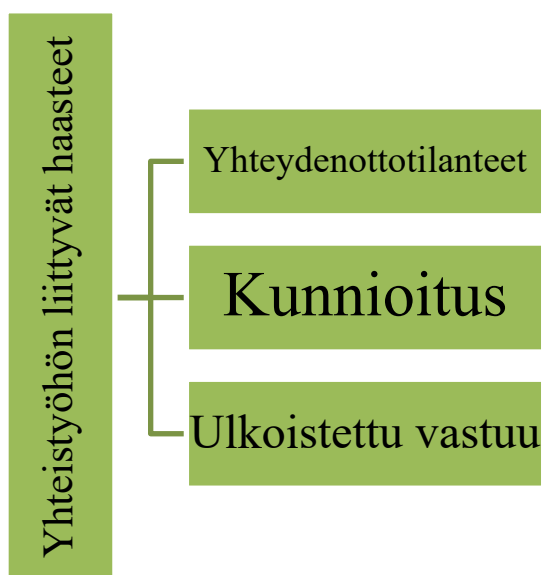 Yhteistyöhön liittyvät haasteet
Yhteydenottotilanteet
Kunnioitus
Ulkoistettu vastuu